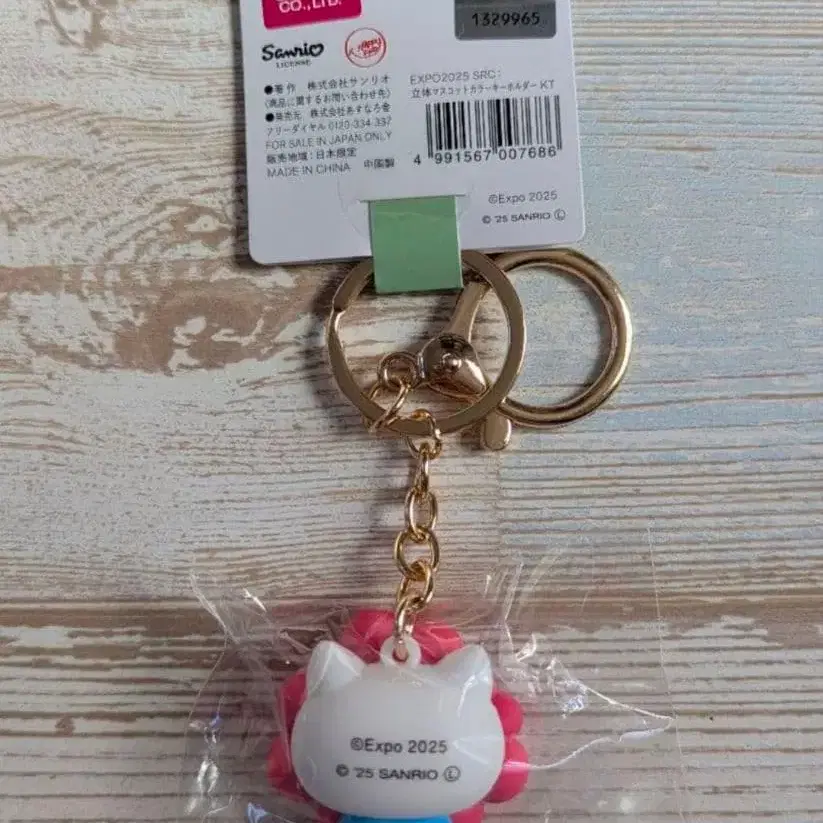 CO., LTD.
1329965
Sanrio
LICENSE
●著作 株式会社サンリオ
(商品に関するお問い合わせ先)
●発売元 株式会社あすなろ舎
フリーダイヤル 0120-334-337
FOR SALE IN JAPAN ONLY
販売地域:日本限定
MADE IN CHINA 中国製
EXPO2025 SRC:
立体マスコットカラーキーホルダー KT
4 991567 007686
©Expo 2025
© '25 SANRIO Ⓛ
©Expo 2025
© '25 SANRIO Ⓛ